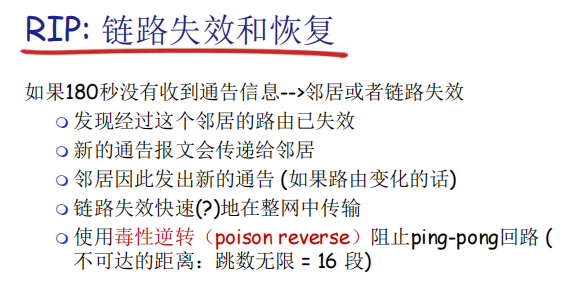 RIP: 链路失效和恢复
如果180秒没有收到通告信息-->邻居或者链路失效
发现经过这个邻居的路由已失效
新的通告报文会传递给邻居
邻居因此发出新的通告 (如果路由变化的话)
链路失效快速(?)地在整网中传输
使用毒性逆转（poison reverse）阻止ping-pong回路 (
不可达的距离：跳数无限 = 16 段)